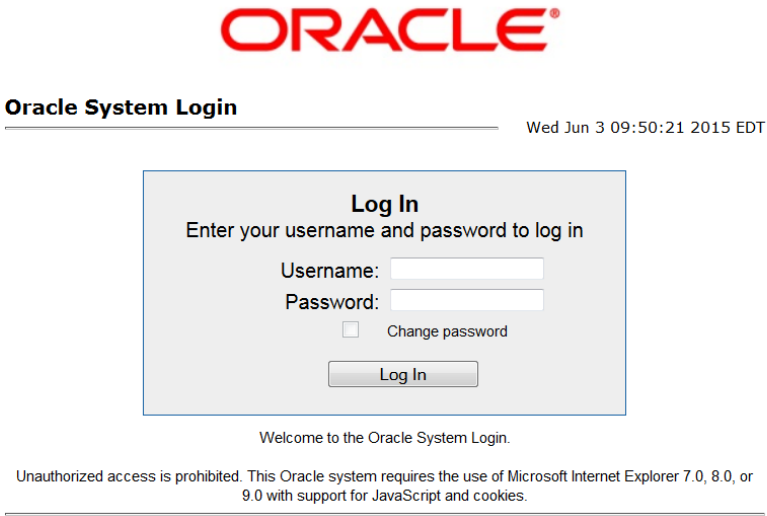 ORACLE®
Oracle System Login
Wed Jun 3 09:50:21 2015 EDT
Log In
Enter your username and password to log in
Username:
Password:
Change password
Log In
Welcome to the Oracle System Login.
Unauthorized access is prohibited. This Oracle system requires the use of Microsoft Internet Explorer 7.0, 8.0, or
9.0 with support for JavaScript and cookies.